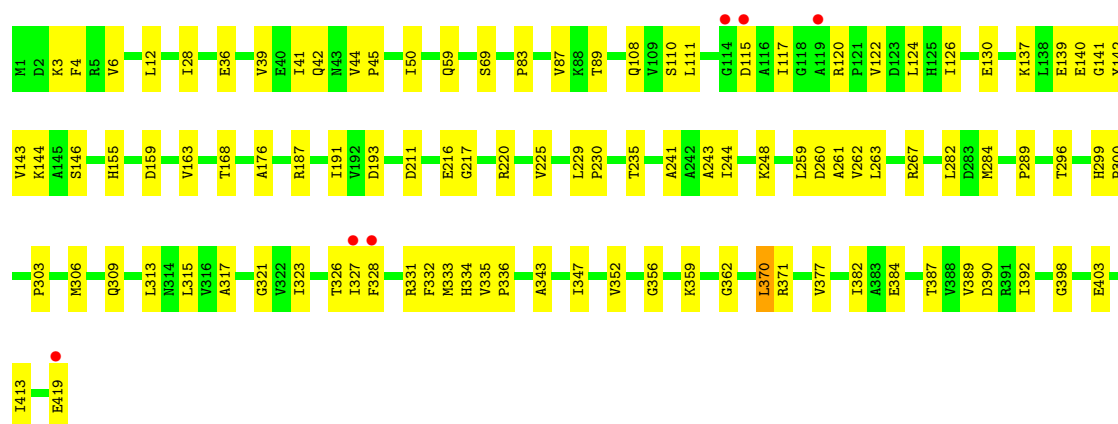 M1 D2 K3 F4 R5 V6 L12 I28 E36 V39 E40 I41 Q42 N43 V44 P45 I50 Q59 S69 P83 V87 K88 T89 Q108 V109 S110 L111 G114 D115 A116 I117 G118 A119 R120 P121 V122 D123 L124 H125 I126 E130 K137 L138 E139 E140 G141
V143 K144 A145 S146 H155 D159 V163 T168 A176 R187 I191 V192 D193 D211 E216 G217 R220 V225 L229 P230 T235 A241 A242 A243 I244 K248 L259 D260 A261 V262 L263 R267 L282 D283 M284 P289 T296 H299
P303 M306 Q309 L313 N314 L315 V316 A317 G321 V322 I323 T326 I327 F328 R331 F332 M333 H334 V335 P336 A343 I347 V352 G356 K359 G362 L370 R371 V377 I382 A383 E384 T387 V388 V389 D390 R391 I392 G398 E403
I413 E419